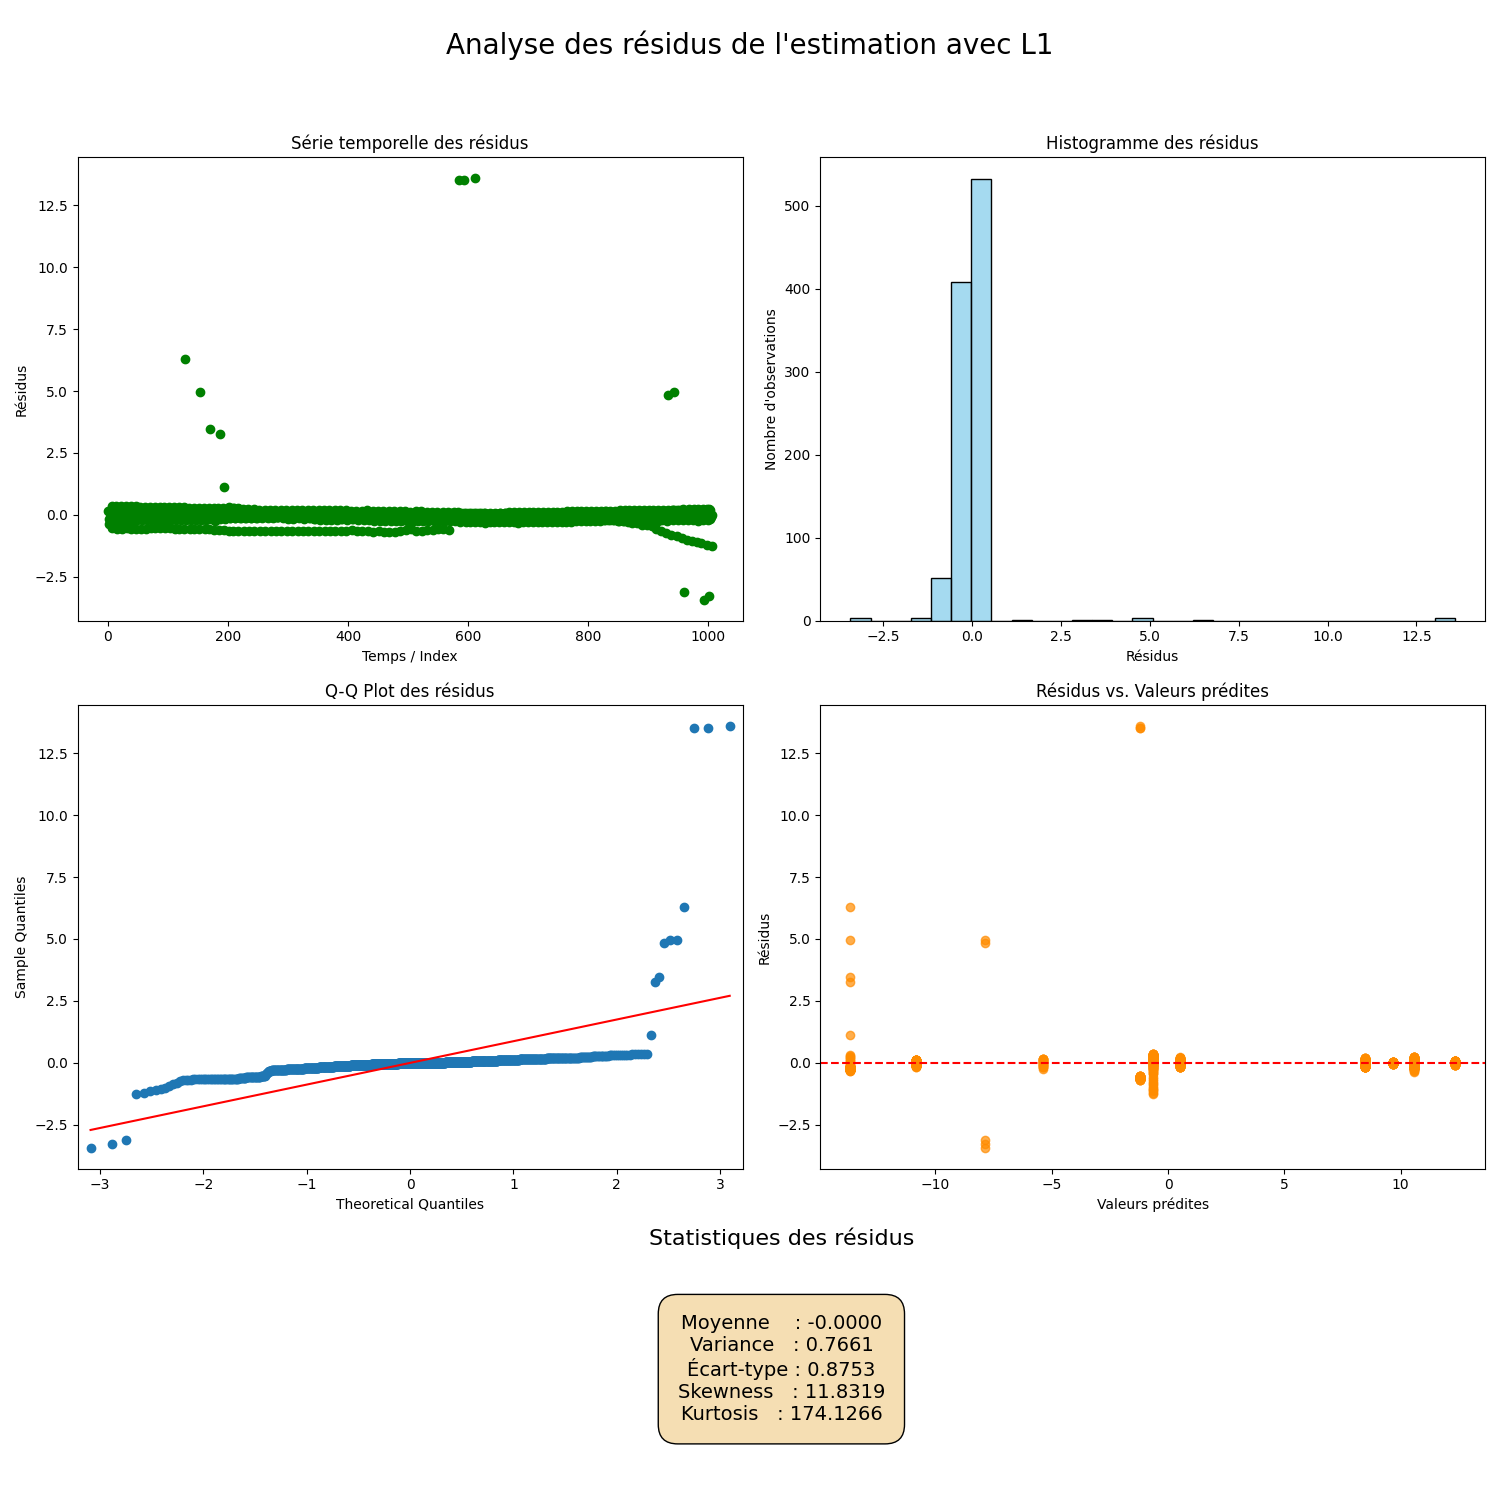 Analyse des résidus de l'estimation avec L1
Série temporelle des résidus
12.5
10.0
7.5
5.0
2.5
0.0
−2.5
Résidus
0 200 400 600 800 1000
Temps / Index
Histogramme des résidus
500
400
300
200
100
0
Nombre d'observations
−2.5 0.0 2.5 5.0 7.5 10.0 12.5
Résidus
Q-Q Plot des résidus
12.5
10.0
7.5
5.0
2.5
0.0
−2.5
Sample Quantiles
−3 −2 −1 0 1 2 3
Theoretical Quantiles
Résidus vs. Valeurs prédites
12.5
10.0
7.5
5.0
2.5
0.0
−2.5
Résidus
−10 −5 0 5 10
Valeurs prédites
Statistiques des résidus
Moyenne : -0.0000
Variance : 0.7661
Écart-type : 0.8753
Skewness : 11.8319
Kurtosis : 174.1266